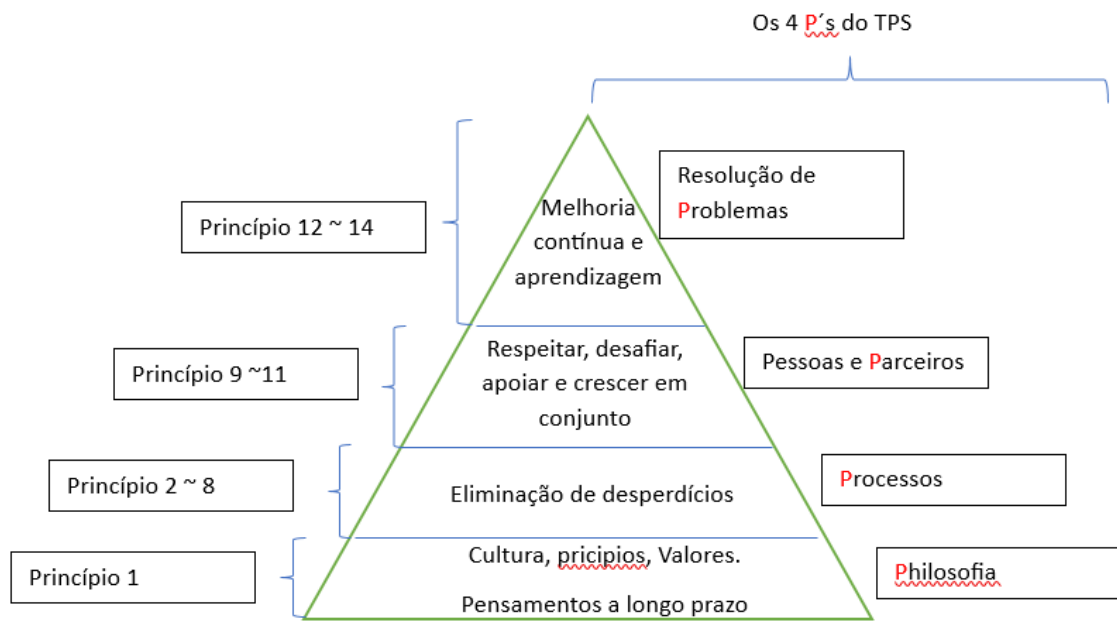 Os 4 P´s do TPS
Resolução de
Problemas
Princípio 12 ~ 14
Melhoria
contínua e
aprendizagem
Princípio 9 ~11
Respeitar, desafiar,
apoiar e crescer em
conjunto
Pessoas e Parceiros
Princípio 2 ~ 8
Eliminação de desperdícios
Processos
Princípio 1
Cultura, pricipios, Valores.
Pensamentos a longo prazo
Philosofia